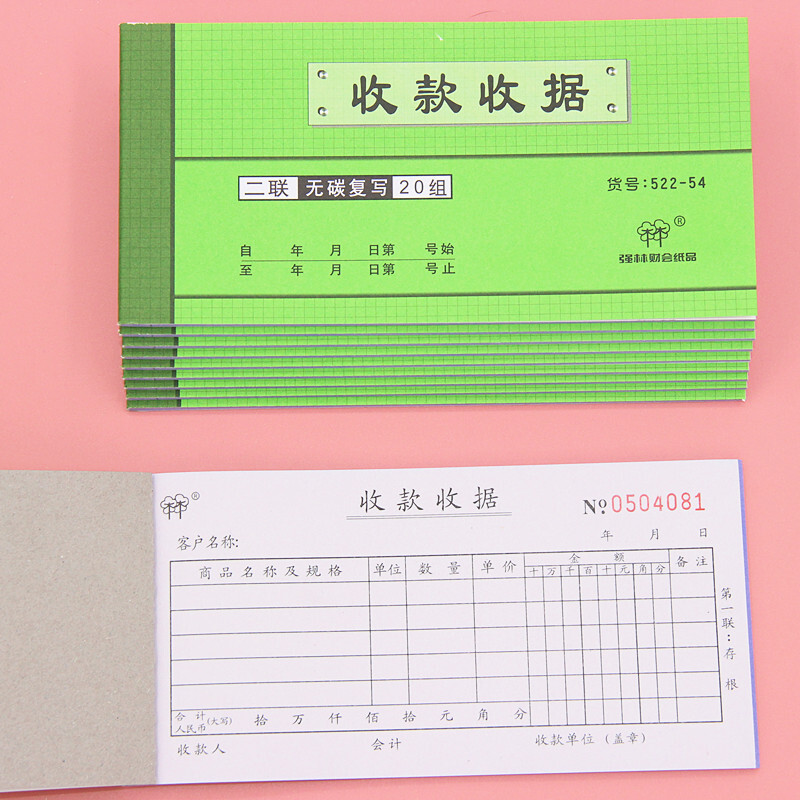 收款收据
二联 无碳复写 20组
货号:522-54
自 年 月 日第 号始
至 年 月 日第 号止
林林®
强林财会纸品
林林®
收款收据
№0504081
客户名称:
年 月 日
商品名称及规格 单位 数量 单价 金额 备注
十 万 千 百 十 元 角 分
第一联:存根
合计人民币(大写) 拾 万 仟 佰 拾 元 角 分
收款人 会计 收款单位(盖章)